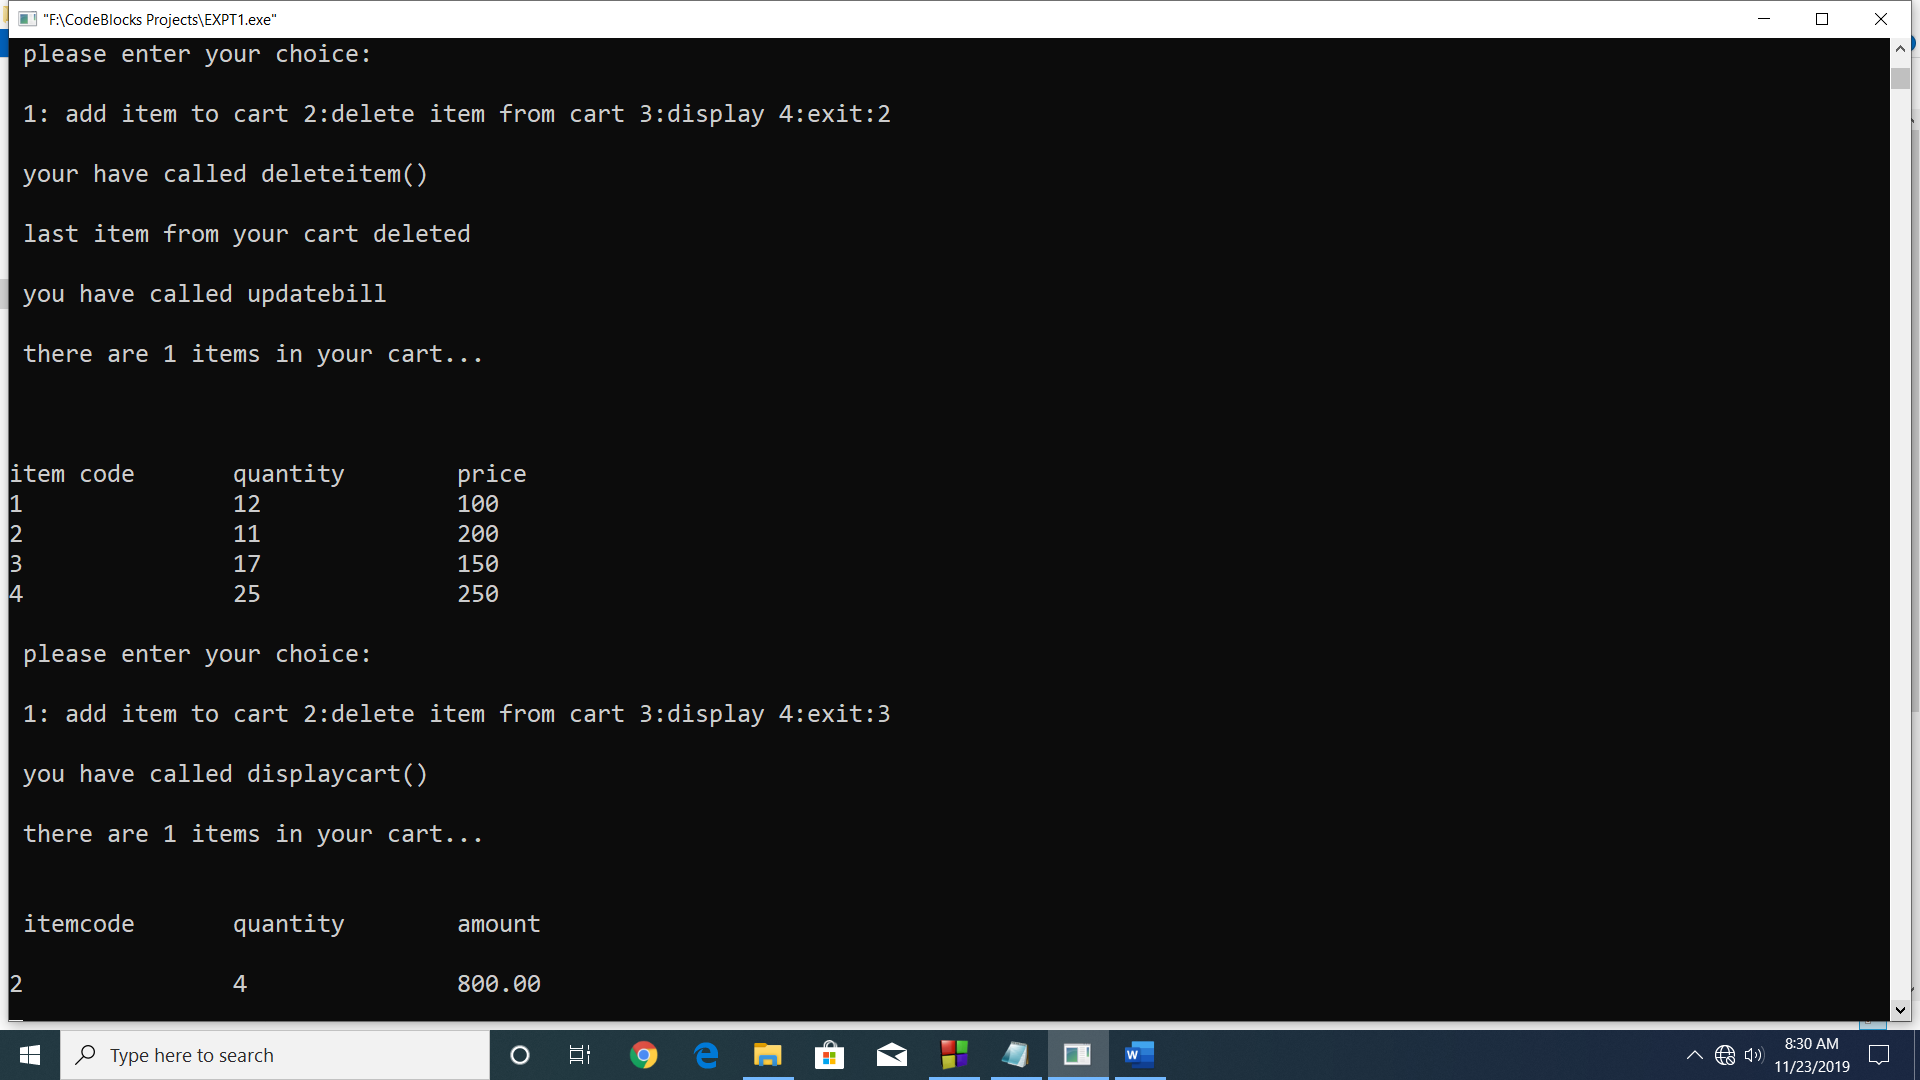 "F:\CodeBlocks Projects\EXPT1.exe"
please enter your choice:
1: add item to cart 2:delete item from cart 3:display 4:exit:2
your have called deleteitem()
last item from your cart deleted
you have called updatebill
there are 1 items in your cart...
item code quantity price
1 12 100
2 11 200
3 17 150
4 25 250
please enter your choice:
1: add item to cart 2:delete item from cart 3:display 4:exit:3
you have called displaycart()
there are 1 items in your cart...
itemcode quantity amount
2 4 800.00
Type here to search
8:30 AM
11/23/2019